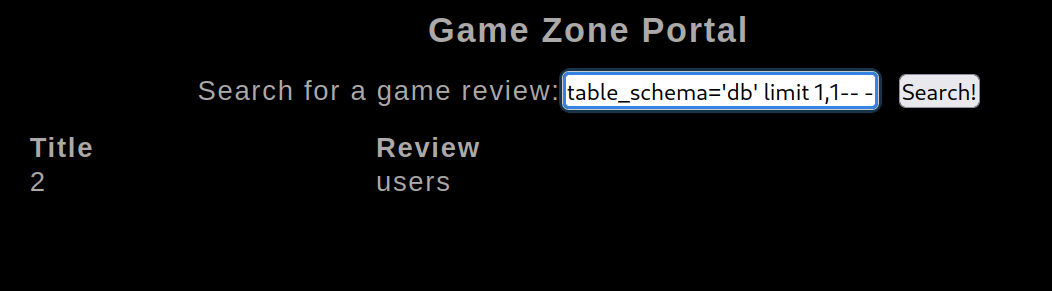 Game Zone Portal
Search for a game review: table_schema='db' limit 1,1-- - Search!
Title Review
2 users